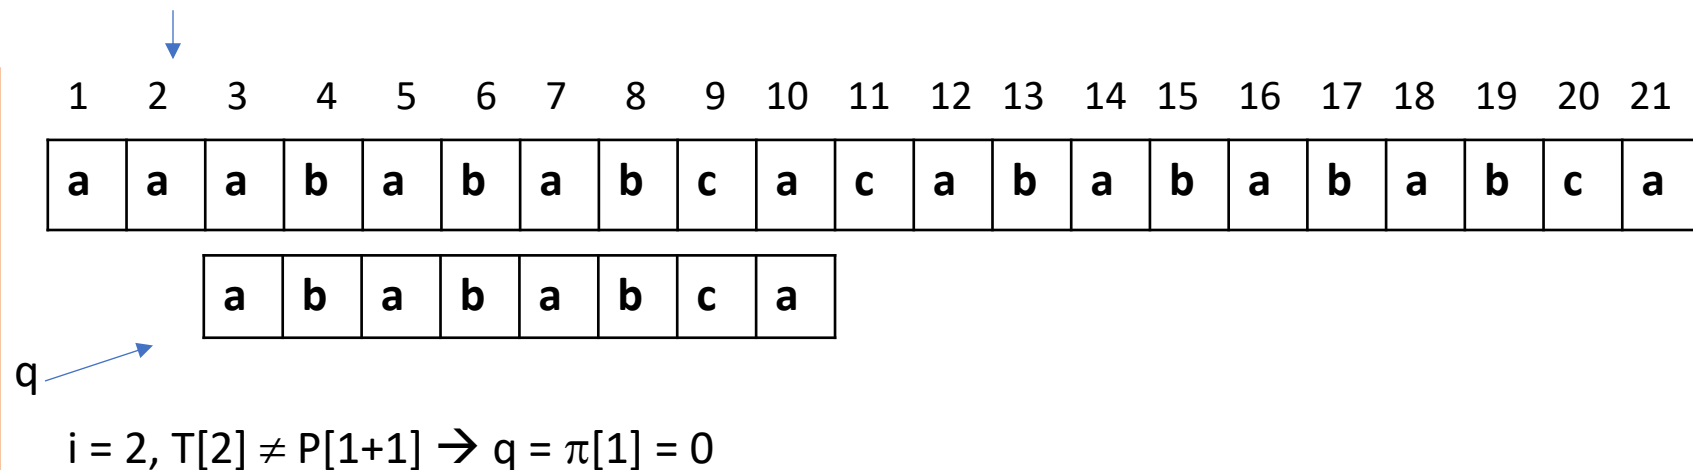 1 2 3 4 5 6 7 8 9 10 11 12 13 14 15 16 17 18 19 20 21
a a a b a b a b c a c a b a b a b a b c a
a b a b a b c a
q
i = 2, T[2] ≠ P[1+1] → q = π[1] = 0